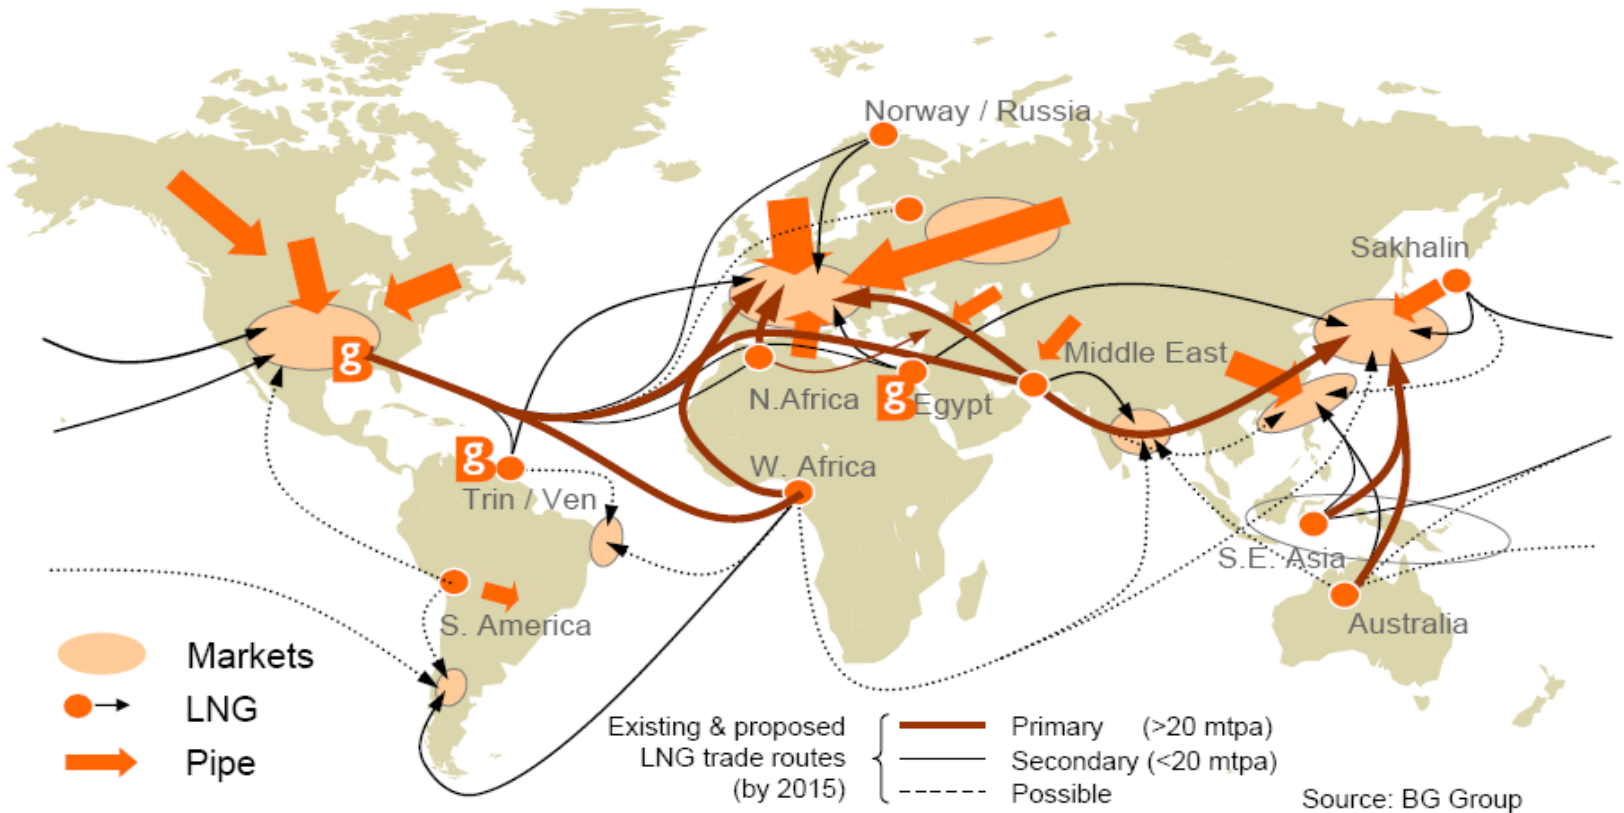 Norway / Russia
Sakhalin
g
Middle East
N.Africa
g
Egypt
g
W. Africa
Trin / Ven
S.E. Asia
S. America
Australia
Markets
LNG
Pipe
Existing & proposed
LNG trade routes
(by 2015)
Primary (>20 mtpa)
Secondary (<20 mtpa)
Possible
Source: BG Group